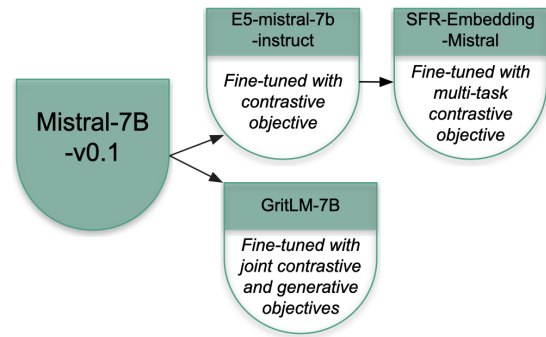 Mistral-7B
-v0.1
E5-mistral-7b
-instruct
Fine-tuned with
contrastive
objective
SFR-Embedding
-Mistral
Fine-tuned with
multi-task
contrastive
objective
GritLM-7B
Fine-tuned with
joint contrastive
and generative
objectives